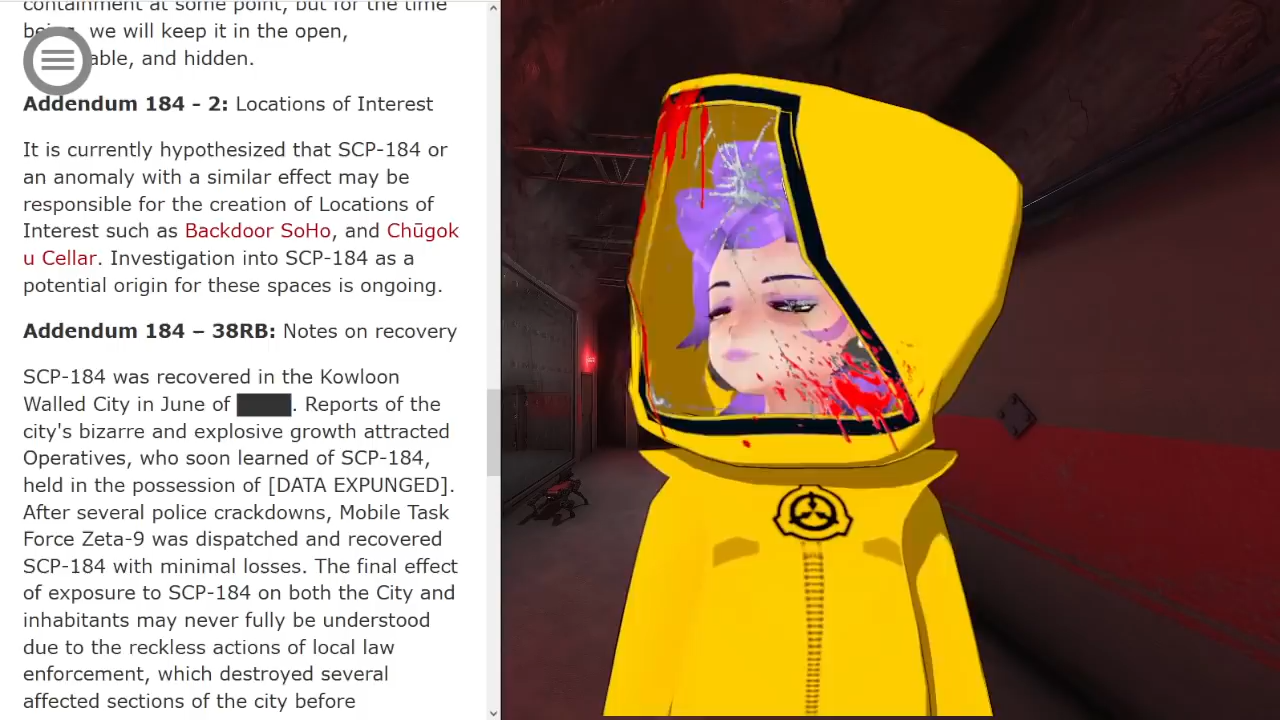 containment at some point, but for the time
being, we will keep it in the open,
able, and hidden.
Addendum 184 - 2: Locations of Interest
It is currently hypothesized that SCP-184 or
an anomaly with a similar effect may be
responsible for the creation of Locations of
Interest such as Backdoor SoHo, and Chūgok
u Cellar. Investigation into SCP-184 as a
potential origin for these spaces is ongoing.
Addendum 184 – 38RB: Notes on recovery
SCP-184 was recovered in the Kowloon
Walled City in June of ████. Reports of the
city's bizarre and explosive growth attracted
Operatives, who soon learned of SCP-184,
held in the possession of [DATA EXPUNGED].
After several police crackdowns, Mobile Task
Force Zeta-9 was dispatched and recovered
SCP-184 with minimal losses. The final effect
of exposure to SCP-184 on both the City and
inhabitants may never fully be understood
due to the reckless actions of local law
enforcement, which destroyed several
affected sections of the city before